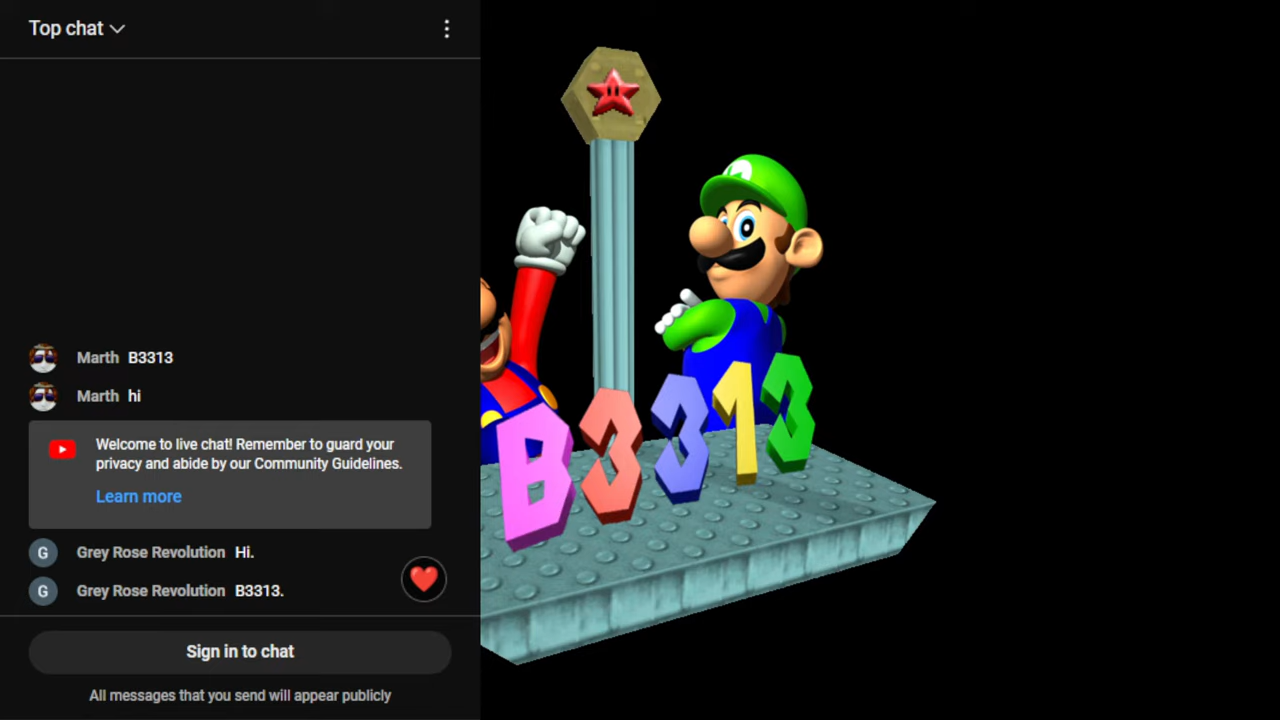 Top chat
Marth B3313
Marth hi
Welcome to live chat! Remember to guard your
privacy and abide by our Community Guidelines.
Learn more
G Grey Rose Revolution Hi.
G Grey Rose Revolution B3313.
Sign in to chat
All messages that you send will appear publicly
B3313